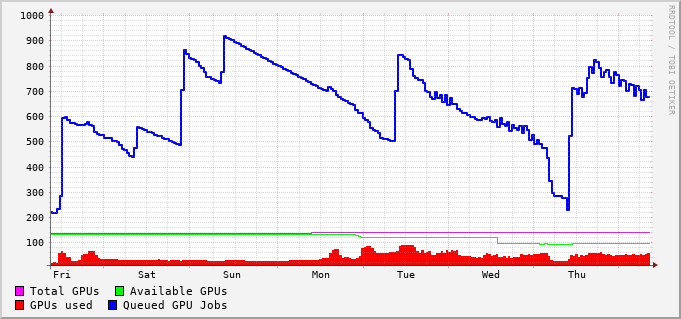 1000
900
800
700
600
500
400
300
200
100
Fri Sat Sun Mon Tue Wed Thu
Total GPUs Available GPUs
GPUs used Queued GPU Jobs
RRDTOOL / TOBI OETIKER